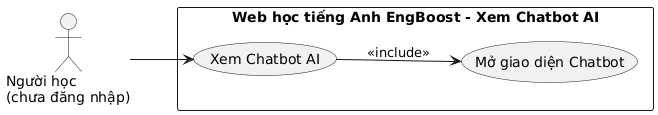 Web học tiếng Anh EngBoost - Xem Chatbot AI
Người học
(chưa đăng nhập)
Xem Chatbot AI
«include»
Mở giao diện Chatbot